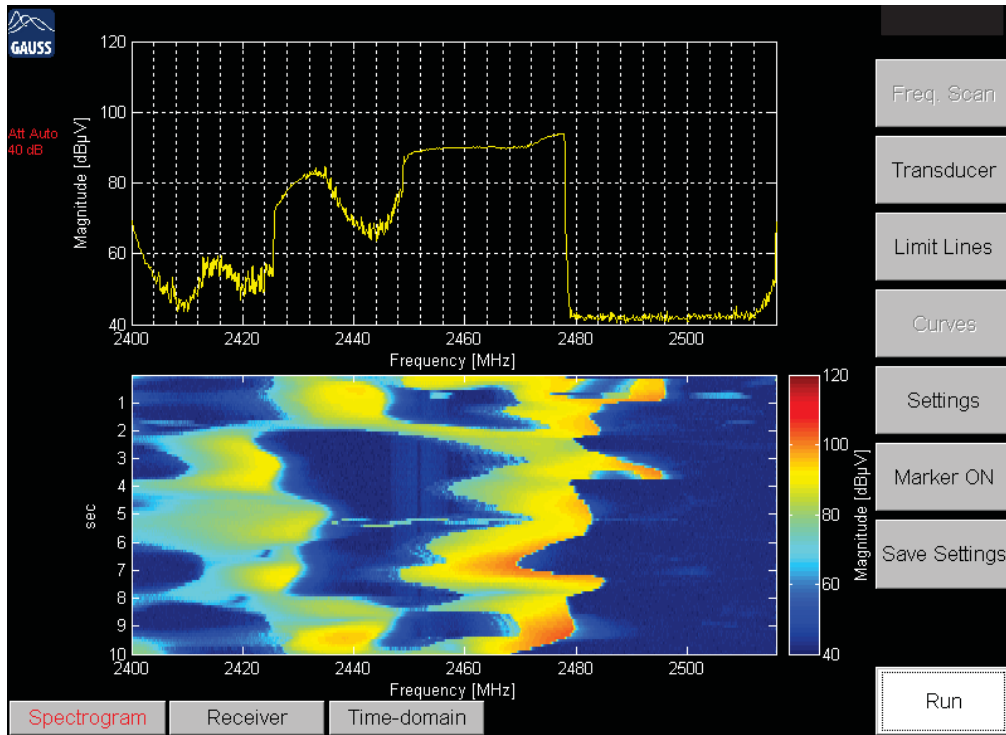 GAUSS
Att Auto
40 dB
120
100
80
60
40
Magnitude [dBµV]
2400
2420
2440
2460
2480
2500
Frequency [MHz]
1
2
3
4
5
6
7
8
9
10
sec
2400
2420
2440
2460
2480
2500
Frequency [MHz]
120
100
80
60
40
Magnitude [dBµV]
Freq. Scan
Transducer
Limit Lines
Curves
Settings
Marker ON
Save Settings
Run
Spectrogram
Receiver
Time-domain